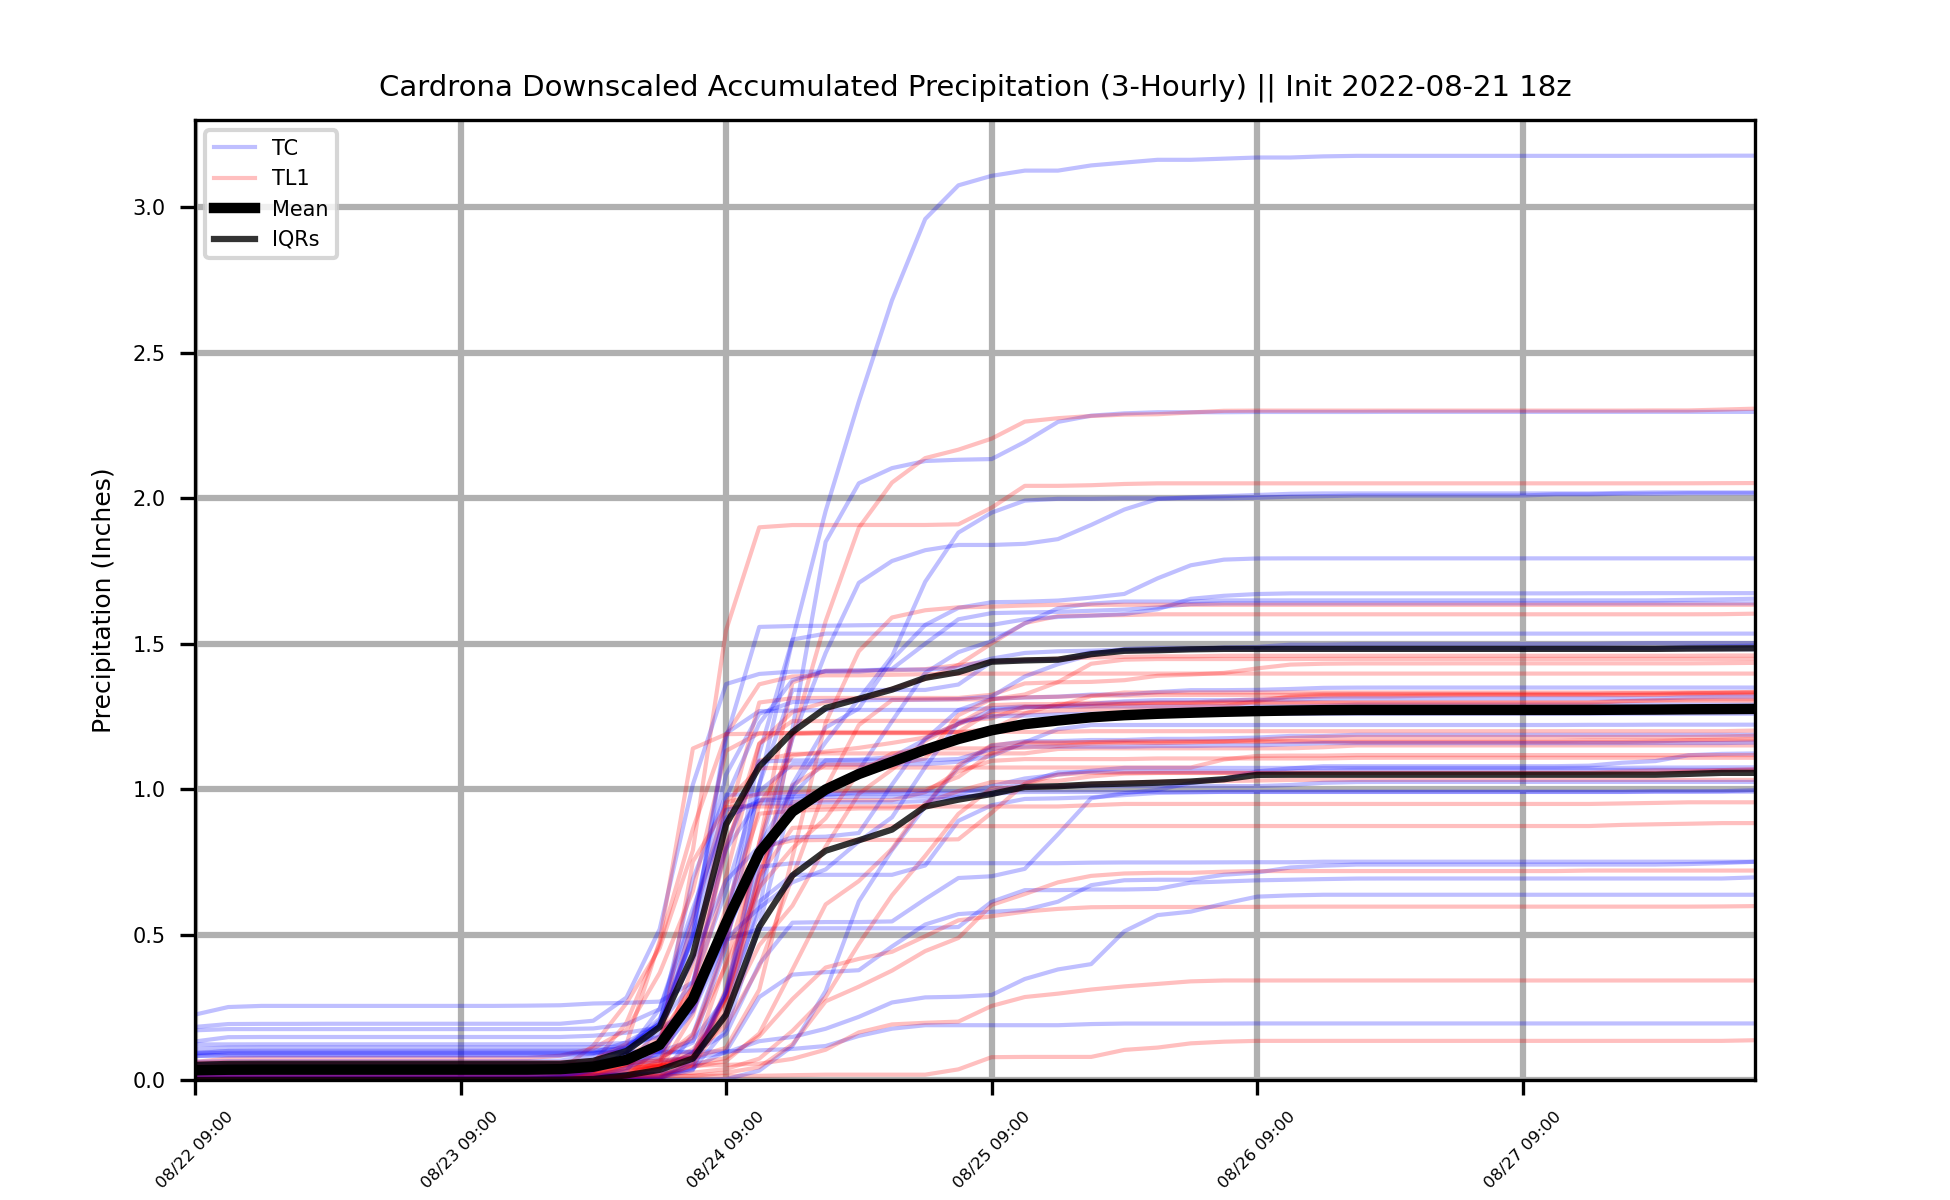 Cardrona Downscaled Accumulated Precipitation (3-Hourly) || Init 2022-08-21 18z
TC
TL1
Mean
IQRs
Precipitation (Inches)
3.0
2.5
2.0
1.5
1.0
0.5
0.0
08/22 09:00
08/23 09:00
08/24 09:00
08/25 09:00
08/26 09:00
08/27 09:00